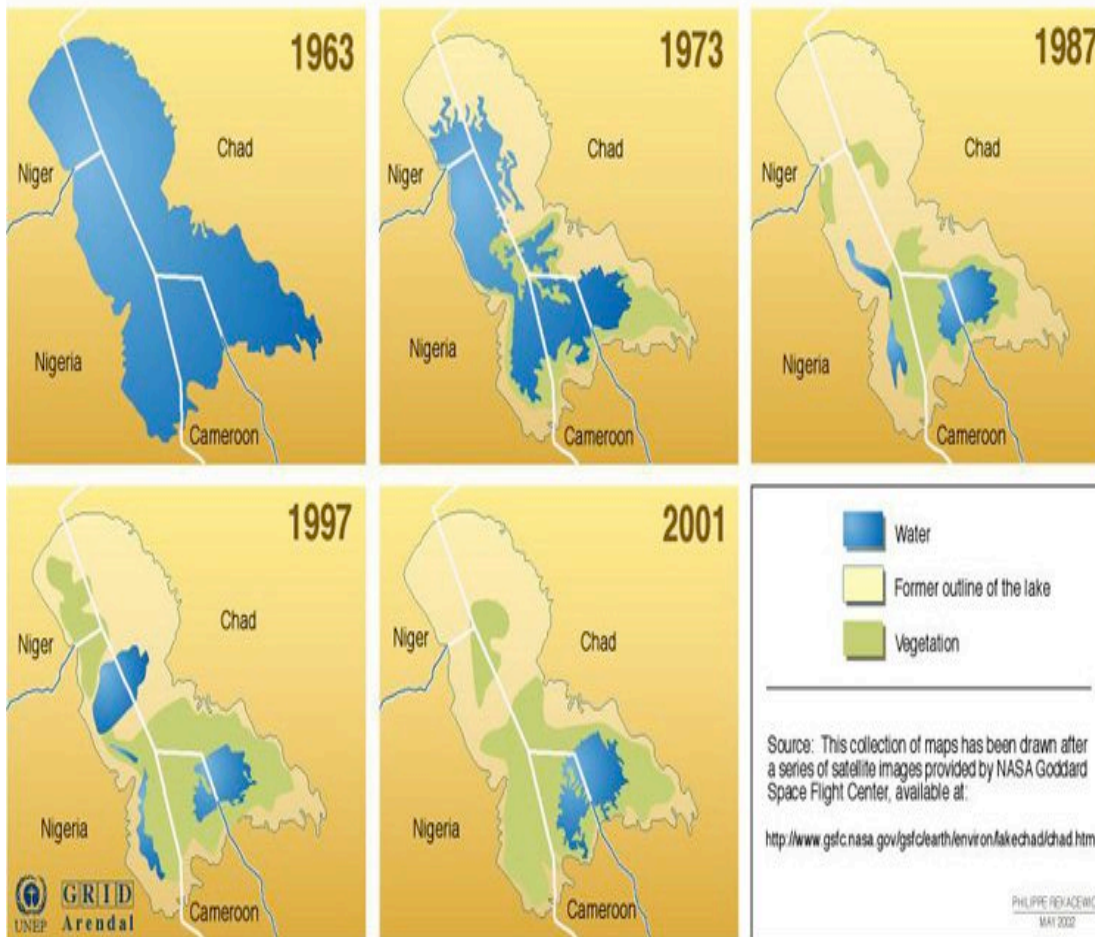 1963
Chad
Niger
Nigeria
Cameroon
1973
Chad
Niger
Nigeria
Cameroon
1987
Chad
Niger
Nigeria
Cameroon
1997
Chad
Niger
Nigeria
Cameroon
UNEP
GRID
Arendal
2001
Chad
Niger
Nigeria
Cameroon
Water
Former outline of the lake
Vegetation
Source: This collection of maps has been drawn after
a series of satellite images provided by NASA Goddard
Space Flight Center, available at:
http://www.gsfc.nasa.gov/gsfc/earth/environ/lakechad/chad.htm
PHILIPPE REKACEWIC
MAY 2002